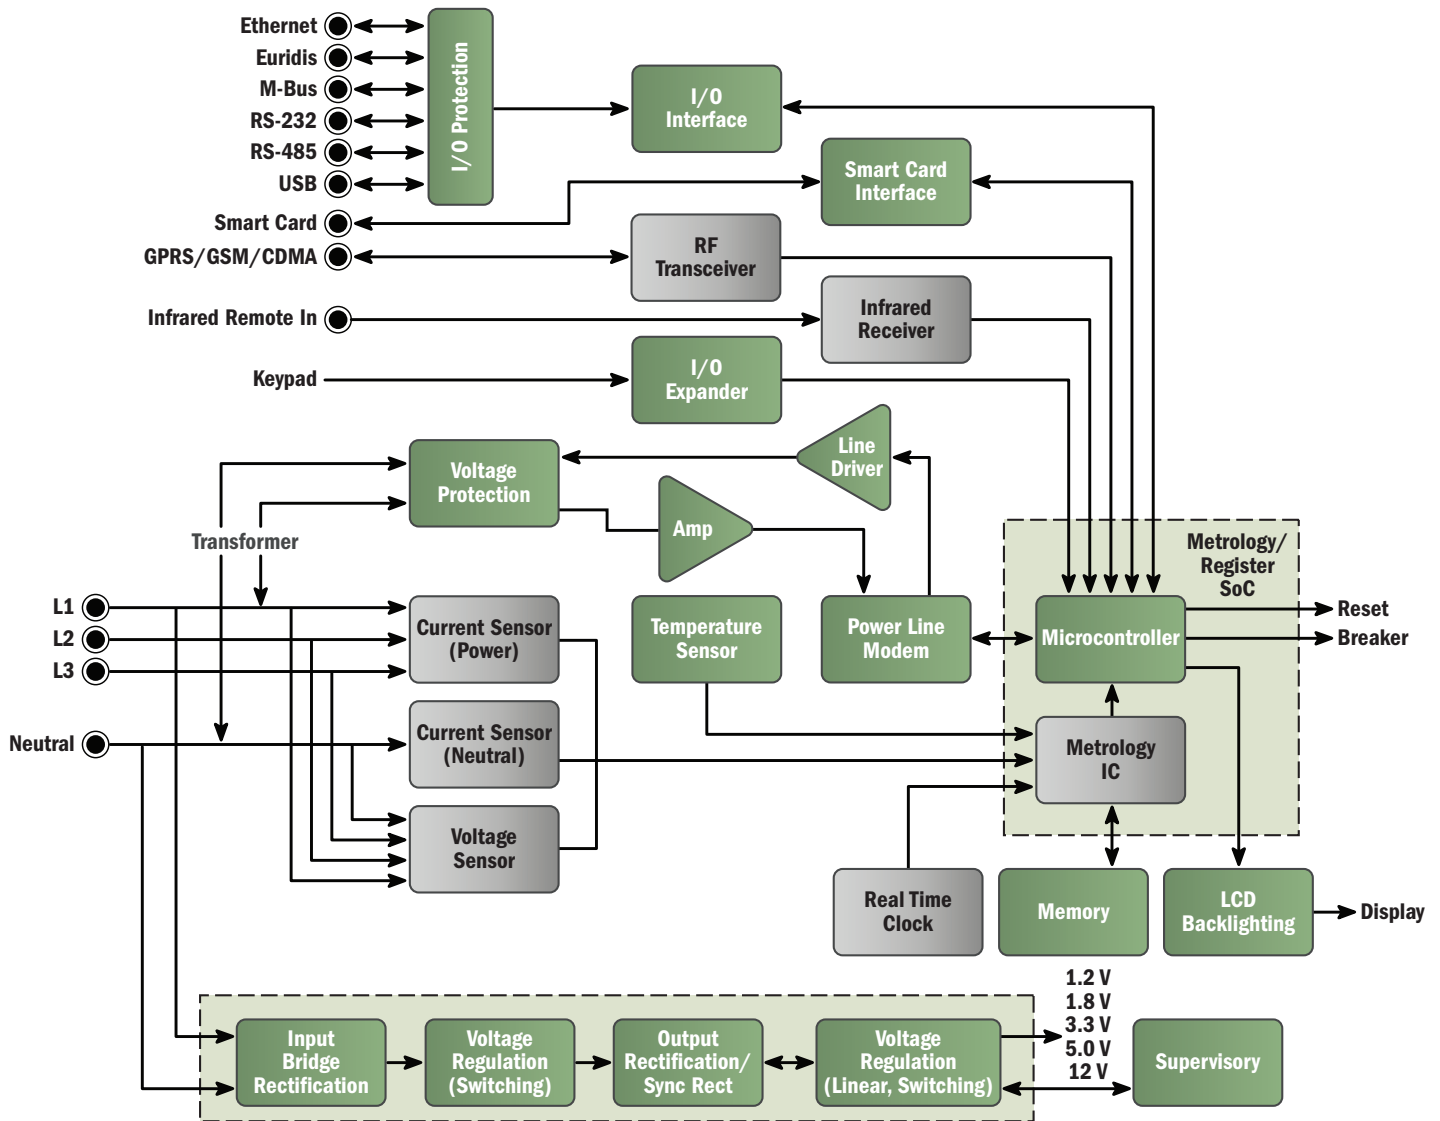 Ethernet
Euridis
M-Bus
RS-232
RS-485
USB
Smart Card
GPRS/GSM/CDMA
Infrared Remote In
Keypad
I/O Protection
I/O
Interface
Smart Card
Interface
RF
Transceiver
Infrared
Receiver
I/O
Expander
Voltage
Protection
Line
Driver
Amp
Transformer
Metrology/
Register
SoC
L1
L2
L3
Neutral
Current Sensor
(Power)
Temperature
Sensor
Power Line
Modem
Microcontroller
Reset
Breaker
Current Sensor
(Neutral)
Metrology
IC
Voltage
Sensor
Real Time
Clock
Memory
LCD
Backlighting
Display
1.2 V
1.8 V
3.3 V
5.0 V
12 V
Input
Bridge
Rectification
Voltage
Regulation
(Switching)
Output
Rectification/
Sync Rect
Voltage
Regulation
(Linear, Switching)
Supervisory